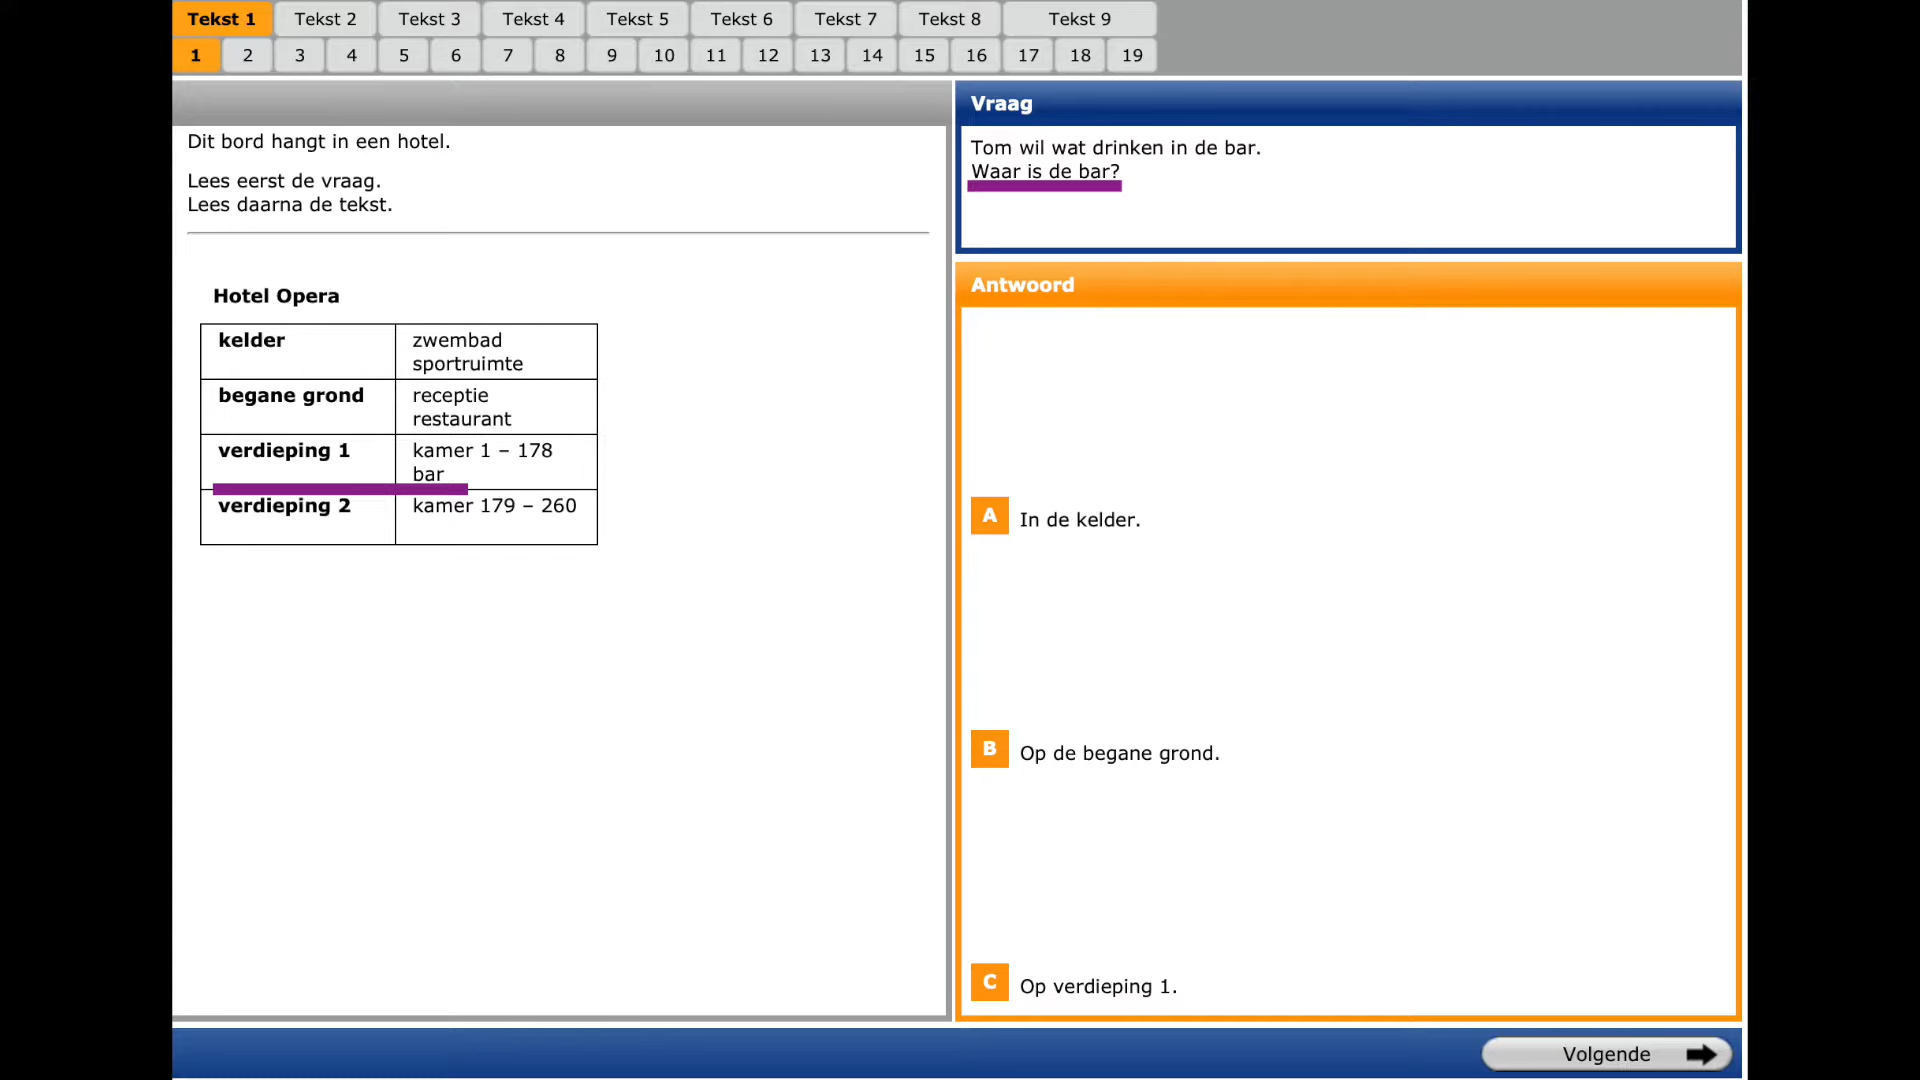 Tekst 1 Tekst 2 Tekst 3 Tekst 4 Tekst 5 Tekst 6 Tekst 7 Tekst 8 Tekst 9
1 2 3 4 5 6 7 8 9 10 11 12 13 14 15 16 17 18 19
Dit bord hangt in een hotel.
Lees eerst de vraag.
Lees daarna de tekst.
Hotel Opera
kelder zwembad
sportruimte
begane grond receptie
restaurant
verdieping 1 kamer 1 – 178
bar
verdieping 2 kamer 179 – 260
Vraag
Tom wil wat drinken in de bar.
Waar is de bar?
Antwoord
A In de kelder.
B Op de begane grond.
C Op verdieping 1.
Volgende